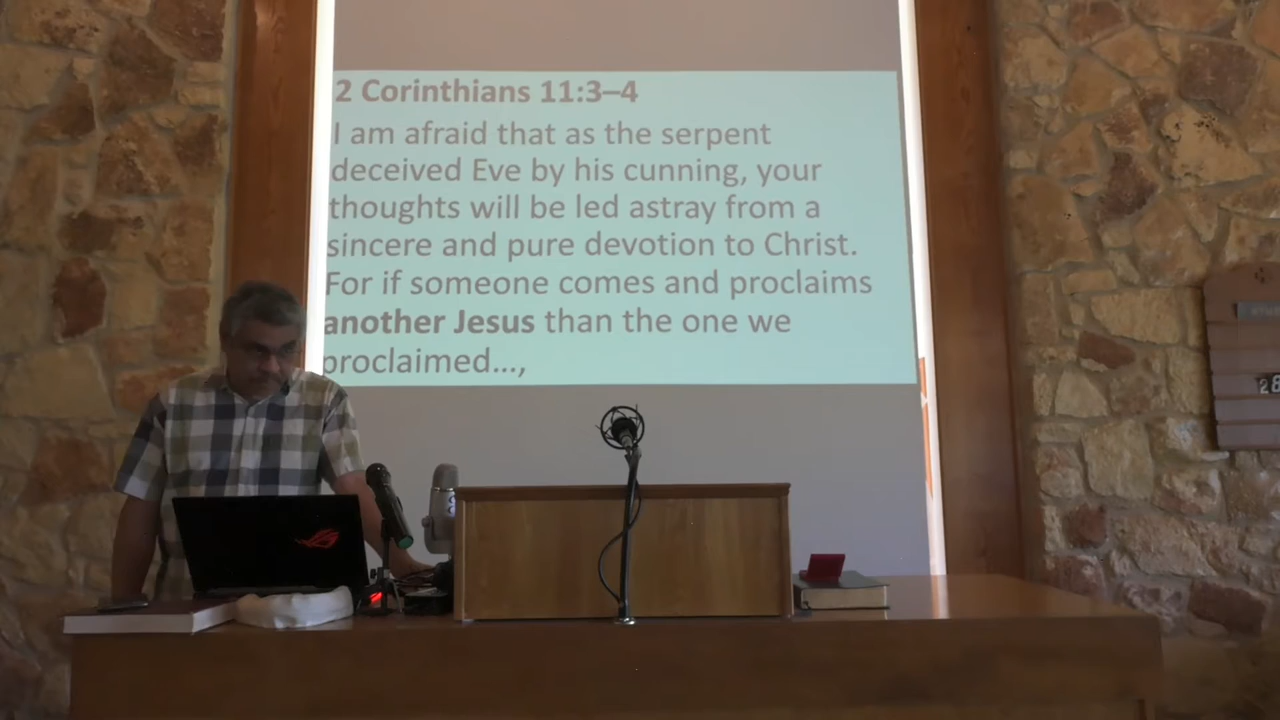 2 Corinthians 11:3–4
I am afraid that as the serpent
deceived Eve by his cunning, your
thoughts will be led astray from a
sincere and pure devotion to Christ.
For if someone comes and proclaims
another Jesus than the one we
proclaimed...,
28